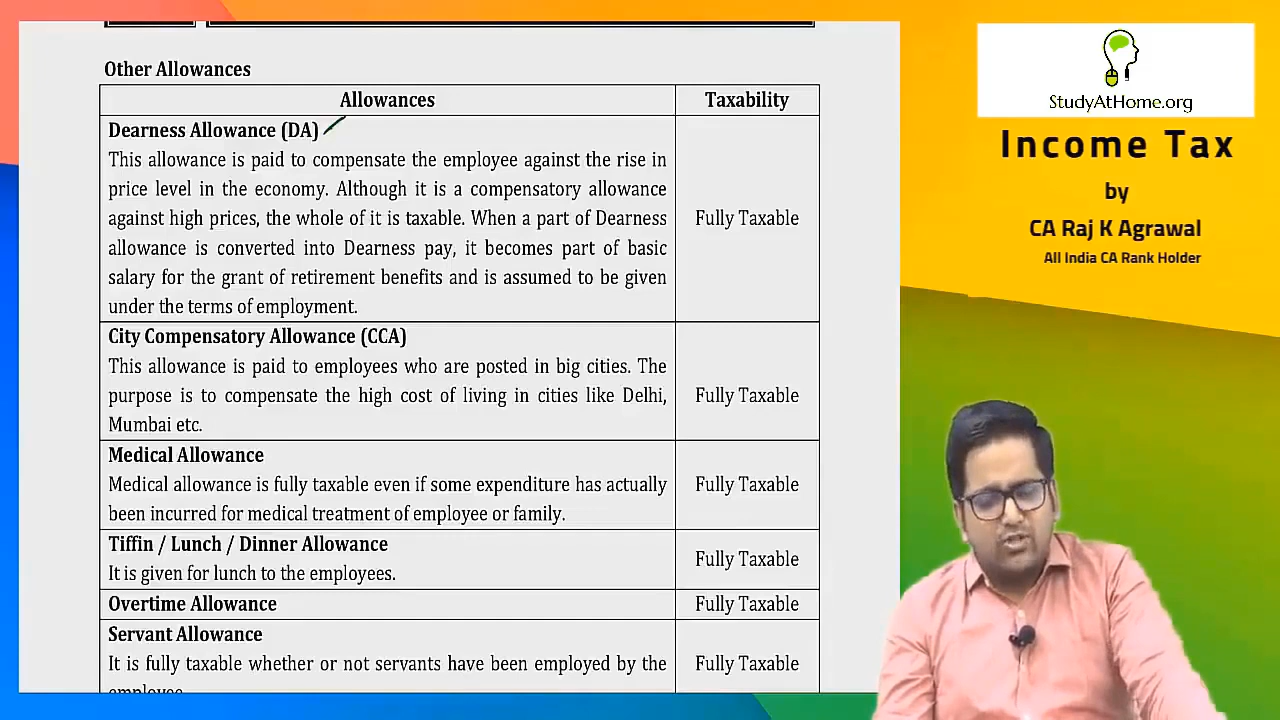 Other Allowances
Allowances
Taxability
Dearness Allowance (DA)
This allowance is paid to compensate the employee against the rise in
price level in the economy. Although it is a compensatory allowance
against high prices, the whole of it is taxable. When a part of Dearness
allowance is converted into Dearness pay, it becomes part of basic
salary for the grant of retirement benefits and is assumed to be given
under the terms of employment.
Fully Taxable
City Compensatory Allowance (CCA)
This allowance is paid to employees who are posted in big cities. The
purpose is to compensate the high cost of living in cities like Delhi,
Mumbai etc.
Fully Taxable
Medical Allowance
Medical allowance is fully taxable even if some expenditure has actually
been incurred for medical treatment of employee or family.
Fully Taxable
Tiffin / Lunch / Dinner Allowance
It is given for lunch to the employees.
Fully Taxable
Overtime Allowance
Fully Taxable
Servant Allowance
It is fully taxable whether or not servants have been employed by the
employee
Fully Taxable
StudyAtHome.org
Income Tax
by
CA Raj K Agrawal
All India CA Rank Holder